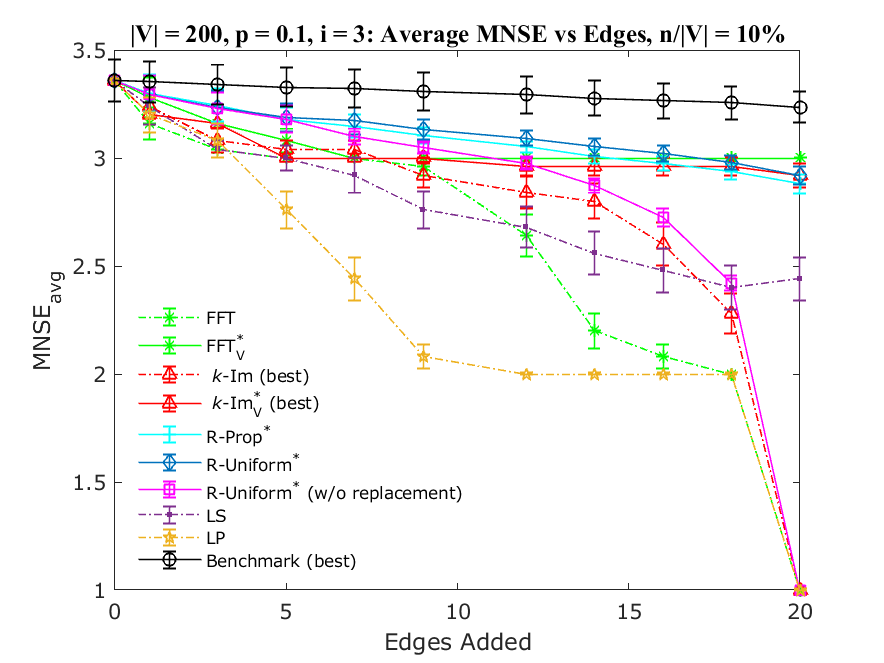 |V| = 200, p = 0.1, i = 3: Average MNSE vs Edges, n/|V| = 10%
3.5
3
2.5
2
1.5
1
MNSE_avg
FFT
FFT*_V
k-Im (best)
k-Im*_V (best)
R-Prop*
R-Uniform*
R-Uniform* (w/o replacement)
LS
LP
Benchmark (best)
0 5 10 15 20
Edges Added